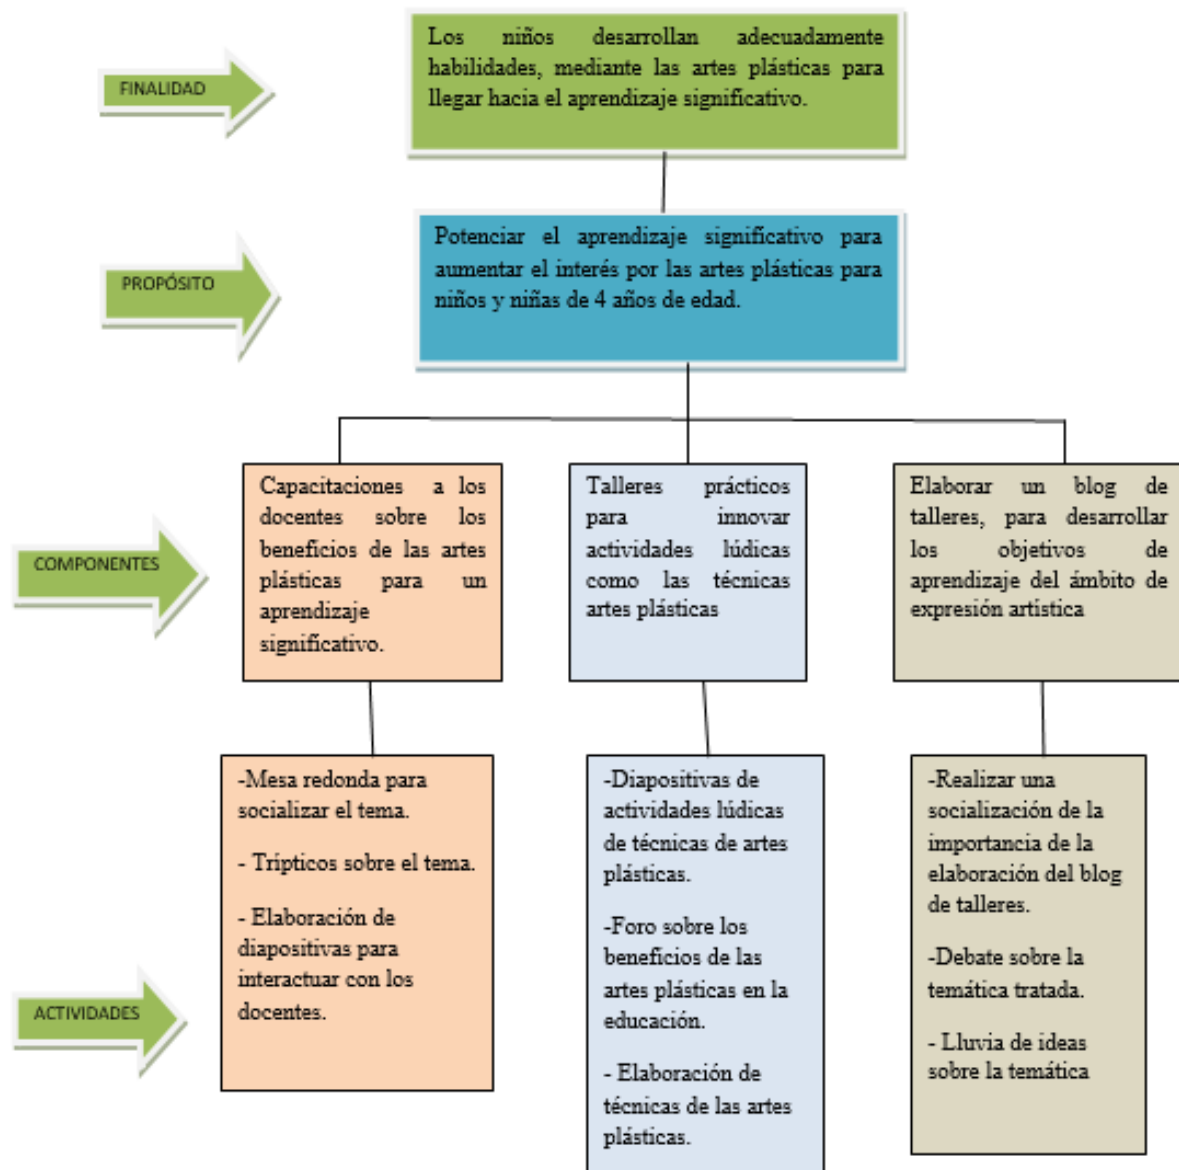 FINALIDAD
Los niños desarrollan adecuadamente
habilidades, mediante las artes plásticas para
llegar hacia el aprendizaje significativo.
PROPÓSITO
Potenciar el aprendizaje significativo para
aumentar el interés por las artes plásticas para
niños y niñas de 4 años de edad.
COMPONENTES
Capacitaciones a los
docentes sobre los
beneficios de las artes
plásticas para un
aprendizaje
significativo.
Talleres prácticos
para innovar
actividades lúdicas
como las técnicas
artes plásticas
Elaborar un blog de
talleres, para desarrollar
los objetivos de
aprendizaje del ámbito de
expresión artística
ACTIVIDADES
-Mesa redonda para
socializar el tema.
- Trípticos sobre el tema.
- Elaboración de
diapositivas para
interactuar con los
docentes.
-Diapositivas de
actividades lúdicas
de técnicas de artes
plásticas.
-Foro sobre los
beneficios de las
artes plásticas en la
educación.
- Elaboración de
técnicas de las artes
plásticas.
-Realizar una
socialización de la
importancia de la
elaboración del blog
de talleres.
-Debate sobre la
temática tratada.
- Lluvia de ideas
sobre la temática